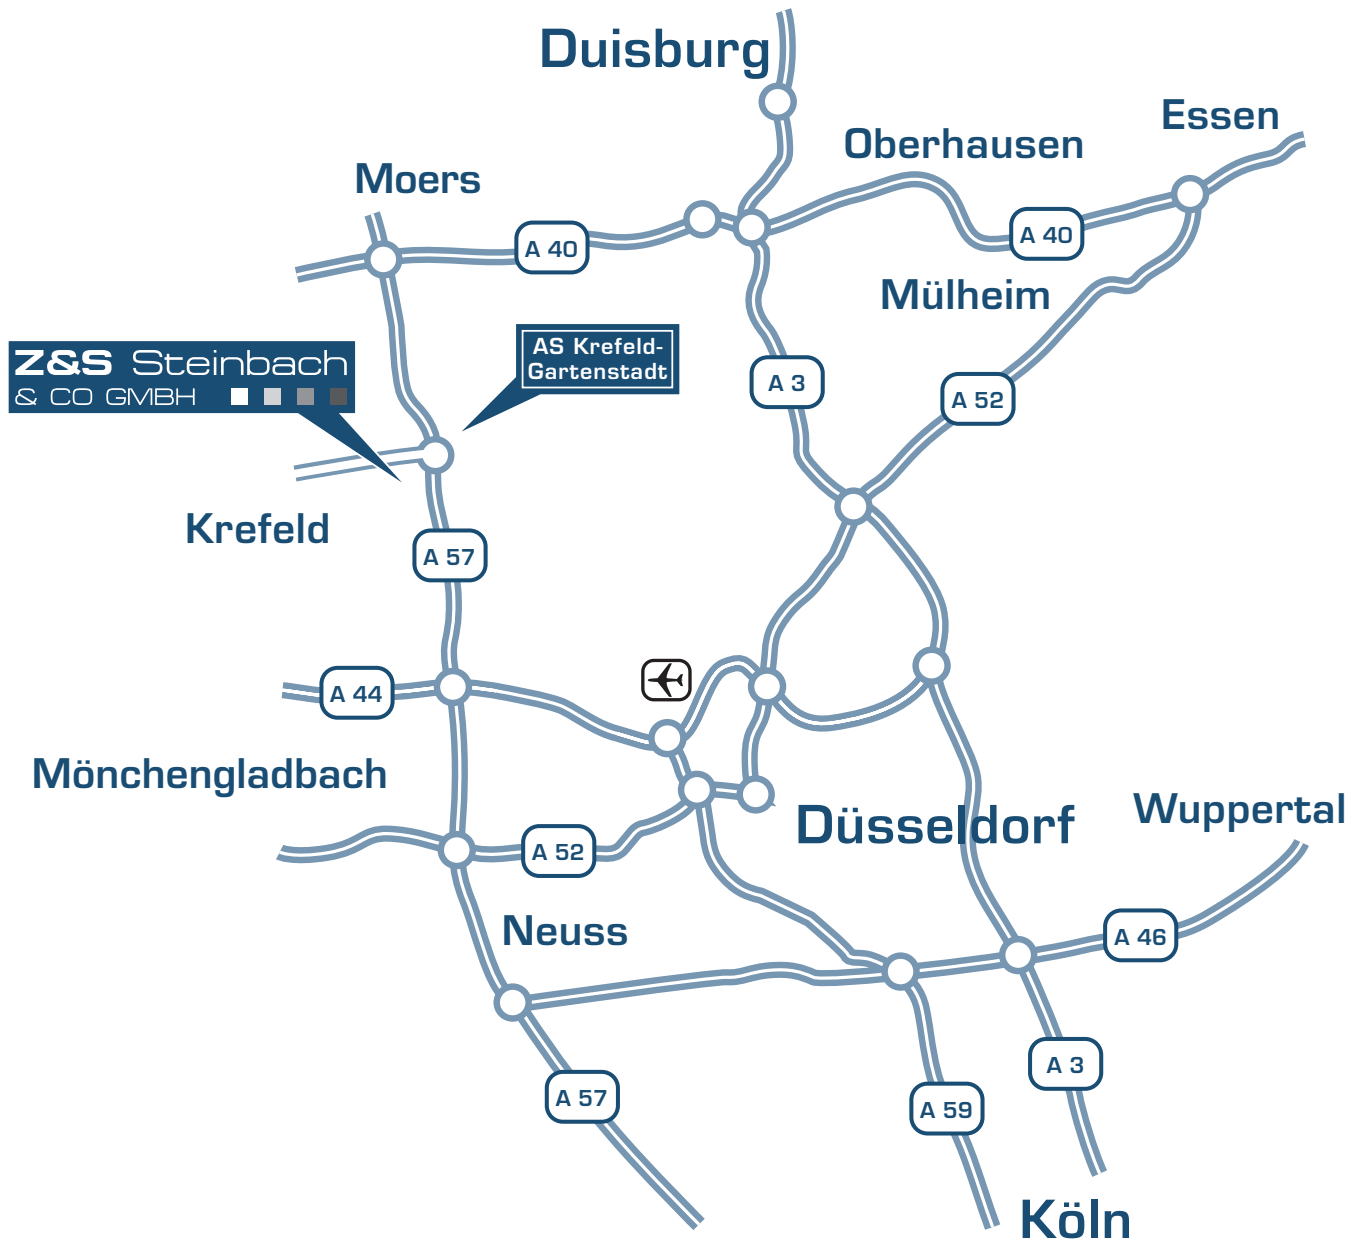 Duisburg
Essen
Oberhausen
Moers
A 40
A 40
Mülheim
Z&S Steinbach
& CO GMBH
AS Krefeld-
Gartenstadt
A 3
A 52
Krefeld
A 57
A 44
Mönchengladbach
Düsseldorf
Wuppertal
A 52
Neuss
A 46
A 3
A 57
A 59
Köln